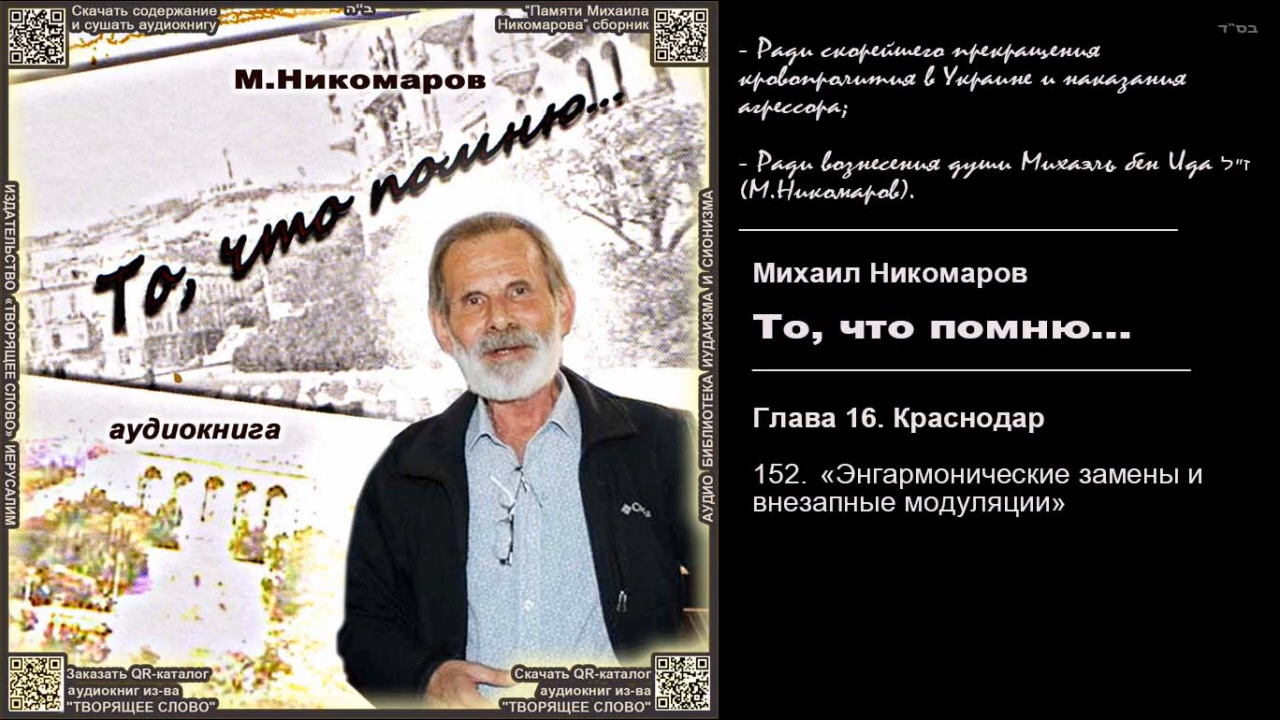 Скачать содержание
и сушать аудиокнигу
ב"ה
"Памяти Михаила
Никомарова" сборник
М.Никомаров
То, что помню...
аудиокнига
ИЗДАТЕЛЬСТВО «ТВОРЯЩЕЕ СЛОВО» ИЕРУСАЛИМ
АУДИО БИБЛИОТЕКА ИУДАИЗМА И СИОНИЗМА
Заказать QR-каталог
аудиокниг из-ва
"ТВОРЯЩЕЕ СЛОВО"
Скачать QR-каталог
аудиокниг из-ва
"ТВОРЯЩЕЕ СЛОВО"
בס"ד
- Ради скорейшего прекращения
кровопролития в Украине и наказания
агрессора;
- Ради вознесения души Михаэль бен Ида ז"ל
(М.Никомаров).
Михаил Никомаров
То, что помню...
Глава 16. Краснодар
152. «Энгармонические замены и
внезапные модуляции»